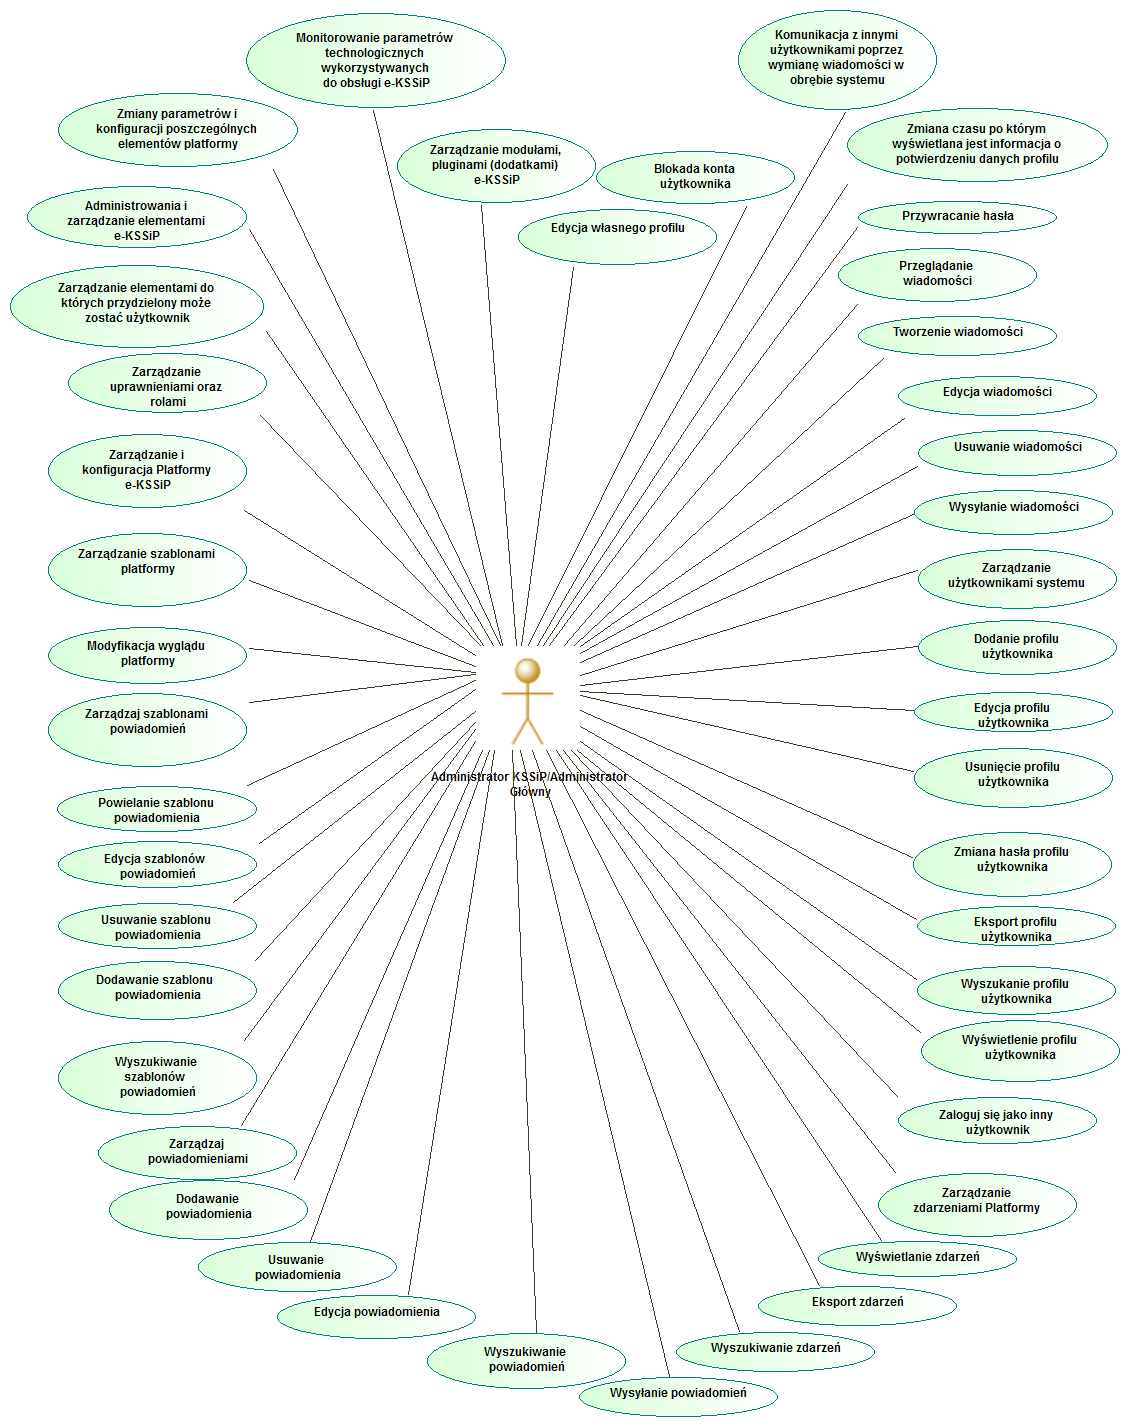 Monitorowanie parametrów
technologicznych
wykorzystywanych
do obsługi e-KSSiP
Komunikacja z innymi
użytkownikami poprzez
wymianę wiadomości w
obrębie systemu
Zmiany parametrów i
konfiguracji poszczególnych
elementów platformy
Zarządzanie modułami,
pluginami (dodatkami)
e-KSSiP
Blokada konta
użytkownika
Zmiana czasu po którym
wyświetlana jest informacja o
potwierdzeniu danych profilu
Administrowania i
zarządzanie elementami
e-KSSiP
Edycja własnego profilu
Przywracanie hasła
Zarządzanie elementami do
których przydzielony może
zostać użytkownik
Przeglądanie
wiadomości
Tworzenie wiadomości
Zarządzanie
uprawnieniami oraz
rolami
Edycja wiadomości
Zarządzanie i
konfiguracja Platformy
e-KSSiP
Usuwanie wiadomości
Wysyłanie wiadomości
Zarządzanie szablonami
platformy
Zarządzanie
użytkownikami systemu
Modyfikacja wyglądu
platformy
Dodanie profilu
użytkownika
Zarządzaj szablonami
powiadomień
Edycja profilu
użytkownika
Administrator KSSiP/Administrator
Główny
Usunięcie profilu
użytkownika
Powielanie szablonu
powiadomienia
Edycja szablonów
powiadomień
Zmiana hasła profilu
użytkownika
Usuwanie szablonu
powiadomienia
Eksport profilu
użytkownika
Dodawanie szablonu
powiadomienia
Wyszukanie profilu
użytkownika
Wyszukiwanie
szablonów
powiadomień
Wyświetlenie profilu
użytkownika
Zarządzaj
powiadomieniami
Zaloguj się jako inny
użytkownik
Dodawanie
powiadomienia
Zarządzanie
zdarzeniami Platformy
Usuwanie
powiadomienia
Wyświetlanie zdarzeń
Edycja powiadomienia
Eksport zdarzeń
Wyszukiwanie
powiadomień
Wyszukiwanie zdarzeń
Wysyłanie powiadomień